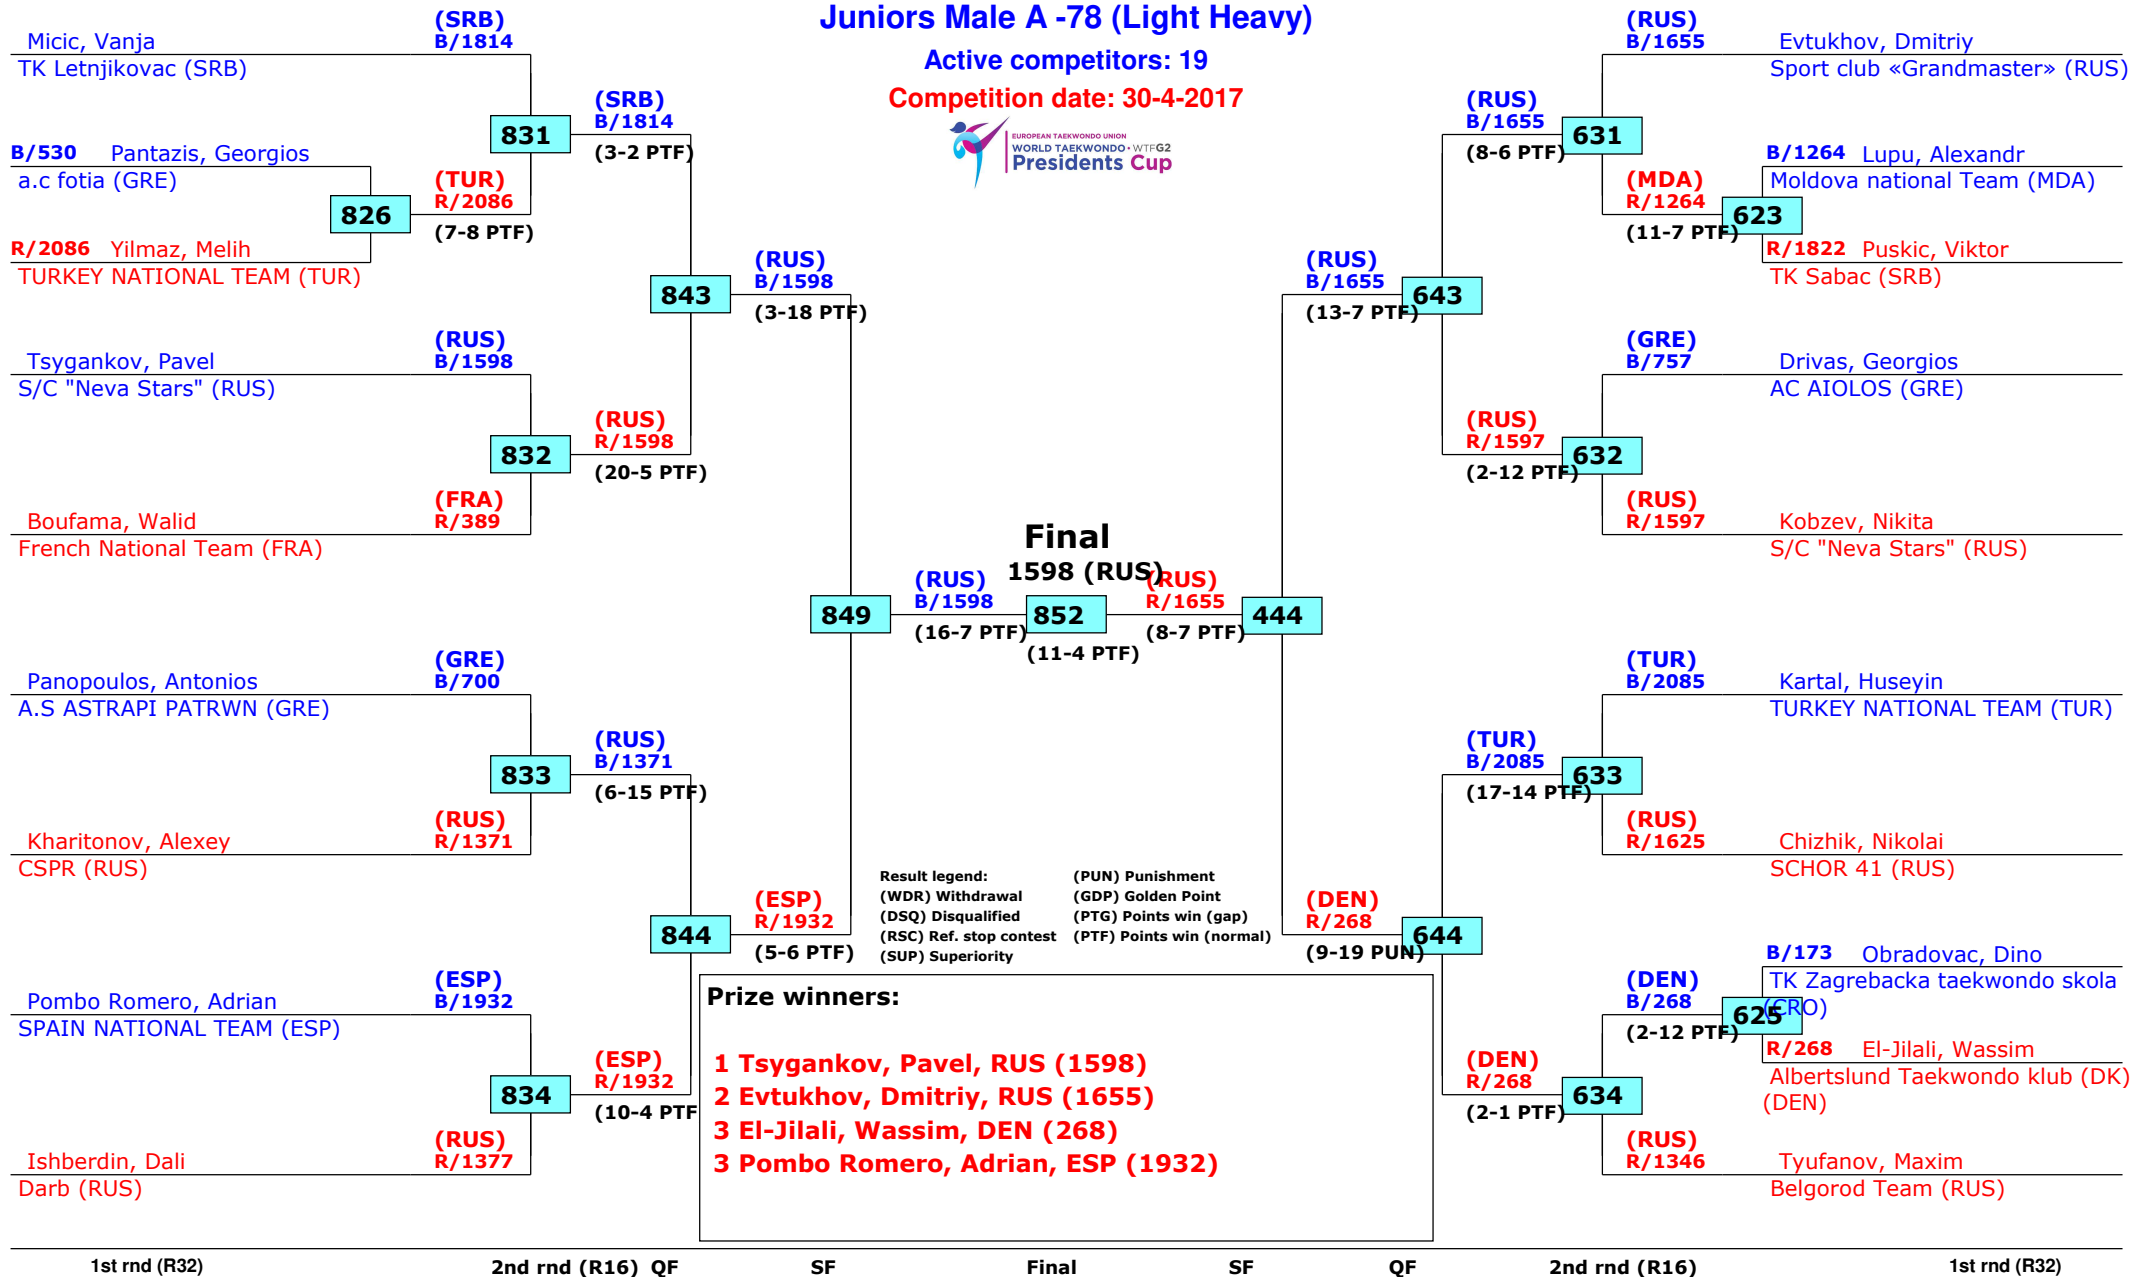 Juniors Male A -78 (Light Heavy)
Active competitors: 19
Competition date: 30-4-2017
EUROPEAN TAEKWONDO UNION
WORLD TAEKWONDO • WTFG2
Presidents Cup
Micic, Vanja
TK Letnjikovac (SRB)
(SRB)
B/1814
B/530 Pantazis, Georgios
a.c fotia (GRE)
826
R/2086 Yilmaz, Melih
TURKEY NATIONAL TEAM (TUR)
(TUR)
R/2086
(7-8 PTF)
831
(SRB)
B/1814
(3-2 PTF)
Tsygankov, Pavel
S/C "Neva Stars" (RUS)
(RUS)
B/1598
832
(RUS)
R/1598
(20-5 PTF)
Boufama, Walid
French National Team (FRA)
(FRA)
R/389
843
(RUS)
B/1598
(3-18 PTF)
Panopoulos, Antonios
A.S ASTRAPI PATRWN (GRE)
(GRE)
B/700
833
(RUS)
B/1371
(6-15 PTF)
Kharitonov, Alexey
CSPR (RUS)
(RUS)
R/1371
844
(ESP)
R/1932
(5-6 PTF)
Pombo Romero, Adrian
SPAIN NATIONAL TEAM (ESP)
(ESP)
B/1932
834
(ESP)
R/1932
(10-4 PTF
Ishberdin, Dali
Darb (RUS)
(RUS)
R/1377
849
(RUS)
B/1598
(16-7 PTF)
Final
1598 (RUS)
852
(11-4 PTF)
(RUS)
R/1655
(8-7 PTF)
444
(RUS)
B/1655
Evtukhov, Dmitriy
Sport club «Grandmaster» (RUS)
(RUS)
B/1655
(8-6 PTF)
631
B/1264 Lupu, Alexandr
Moldova national Team (MDA)
(MDA)
R/1264
(11-7 PTF)
623
R/1822 Puskic, Viktor
TK Sabac (SRB)
(RUS)
B/1655
(13-7 PTF)
643
(GRE)
B/757
Drivas, Georgios
AC AIOLOS (GRE)
(RUS)
R/1597
(2-12 PTF)
632
(RUS)
R/1597
Kobzev, Nikita
S/C "Neva Stars" (RUS)
(TUR)
B/2085
Kartal, Huseyin
TURKEY NATIONAL TEAM (TUR)
(TUR)
B/2085
(17-14 PTF)
633
(RUS)
R/1625
Chizhik, Nikolai
SCHOR 41 (RUS)
(DEN)
R/268
(9-19 PUN)
644
B/173 Obradovac, Dino
TK Zagrebacka taekwondo skola
(CRO)
(DEN)
B/268
(2-12 PTF)
625
R/268 El-Jilali, Wassim
Albertslund Taekwondo klub (DK)
(DEN)
(DEN)
R/268
(2-1 PTF)
634
(RUS)
R/1346
Tyufanov, Maxim
Belgorod Team (RUS)
Result legend:
(WDR) Withdrawal
(DSQ) Disqualified
(RSC) Ref. stop contest
(SUP) Superiority
(PUN) Punishment
(GDP) Golden Point
(PTG) Points win (gap)
(PTF) Points win (normal)
Prize winners:
1 Tsygankov, Pavel, RUS (1598)
2 Evtukhov, Dmitriy, RUS (1655)
3 El-Jilali, Wassim, DEN (268)
3 Pombo Romero, Adrian, ESP (1932)
1st rnd (R32) 2nd rnd (R16) QF SF Final SF QF 2nd rnd (R16) 1st rnd (R32)